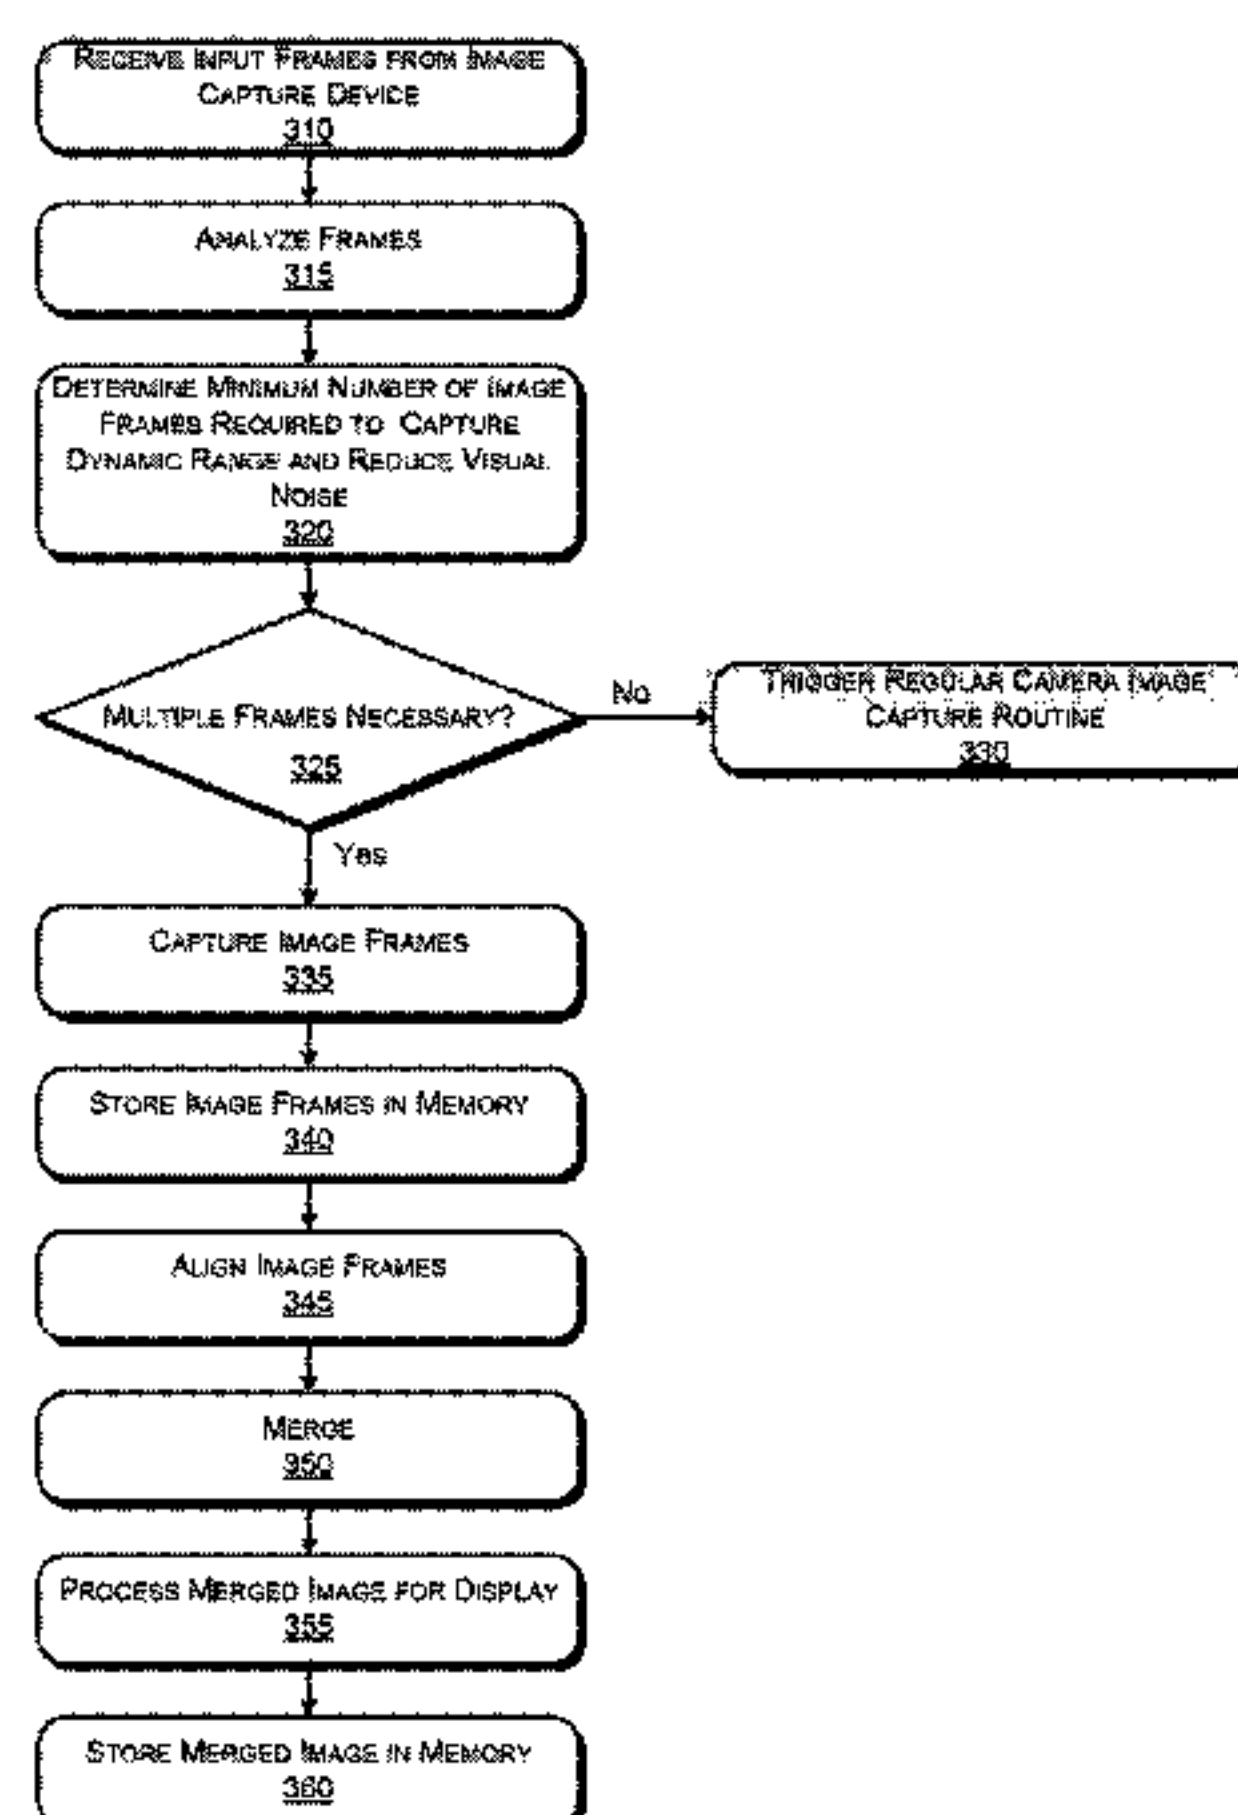 RECEIVE INPUT FRAMES FROM IMAGE
CAPTURE DEVICE
310
ANALYZE FRAMES
315
DETERMINE MINIMUM NUMBER OF IMAGE
FRAMES REQUIRED TO CAPTURE
DYNAMIC RANGE AND REDUCE VISUAL
NOISE
320
MULTIPLE FRAMES NECESSARY?
325
No
TRIGGER REGULAR CAMERA IMAGE
CAPTURE ROUTINE
330
Yes
CAPTURE IMAGE FRAMES
335
STORE IMAGE FRAMES IN MEMORY
340
ALIGN IMAGE FRAMES
345
MERGE
350
PROCESS MERGED IMAGE FOR DISPLAY
355
STORE MERGED IMAGE IN MEMORY
360